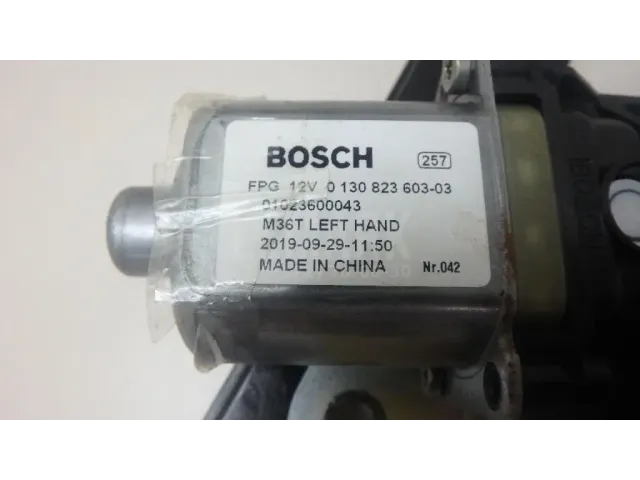 BOSCH 257
FPG 12V 0 130 823 603-03
01623600043
M36T LEFT HAND
2019-09-29-11:50
MADE IN CHINA Nr.042